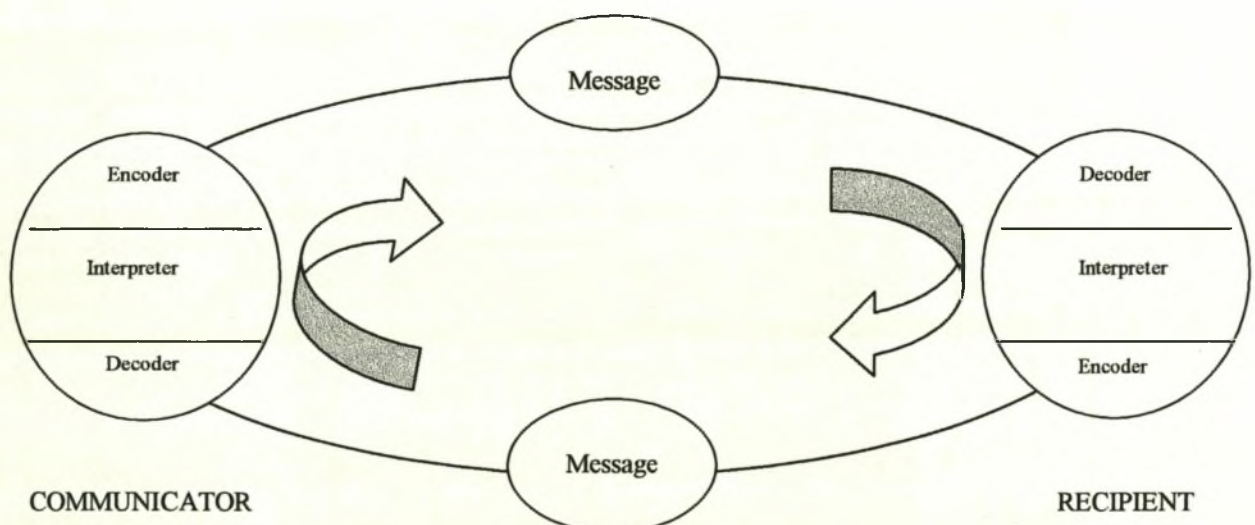 Message
Encoder
Interpreter
Decoder
Decoder
Interpreter
Encoder
Message
COMMUNICATOR
RECIPIENT